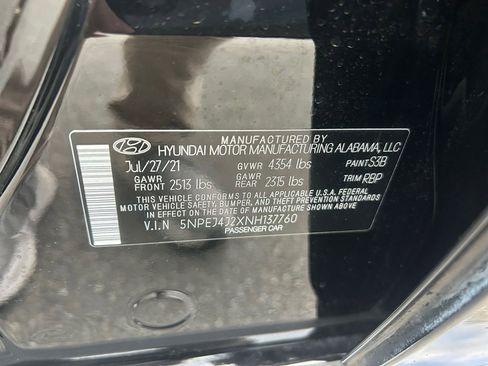 MANUFACTURED BY
HYUNDAI MOTOR MANUFACTURING ALABAMA, LLC
Jul/27/21 GVWR 4354 lbs PAINT S3B
GAWR FRONT 2513 lbs GAWR REAR 2315 lbs TRIM RBP
THIS VEHICLE CONFORMS TO ALL APPLICABLE U.S.A. FEDERAL
MOTOR VEHICLE SAFETY, BUMPER, AND THEFT PREVENTION STANDARDS
IN EFFECT ON THE DATE OF MANUFACTURE SHOWN ABOVE.
V.I.N 5NPEJ4J2XNH137760
PASSENGER CAR